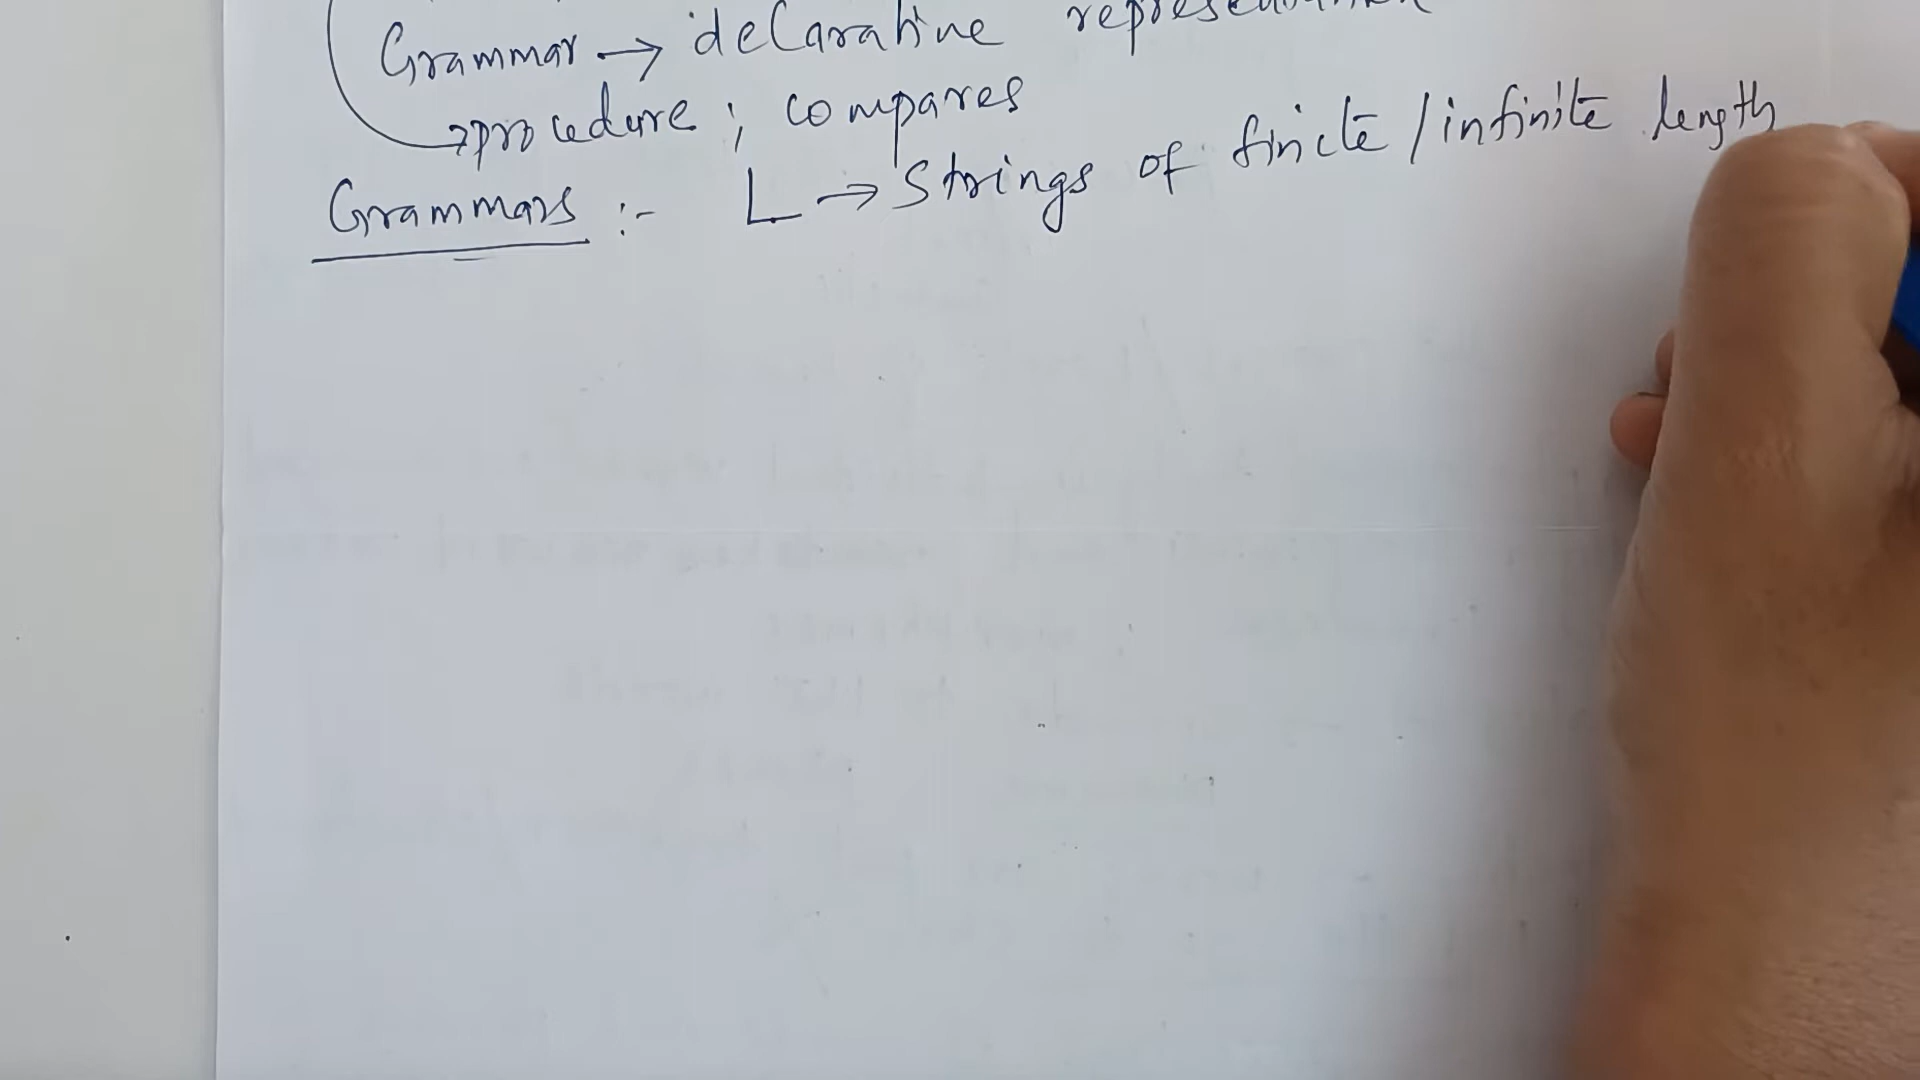 Grammar → declarative
→ procedure ; compares
Grammars :- L → Strings of finite / infinite length